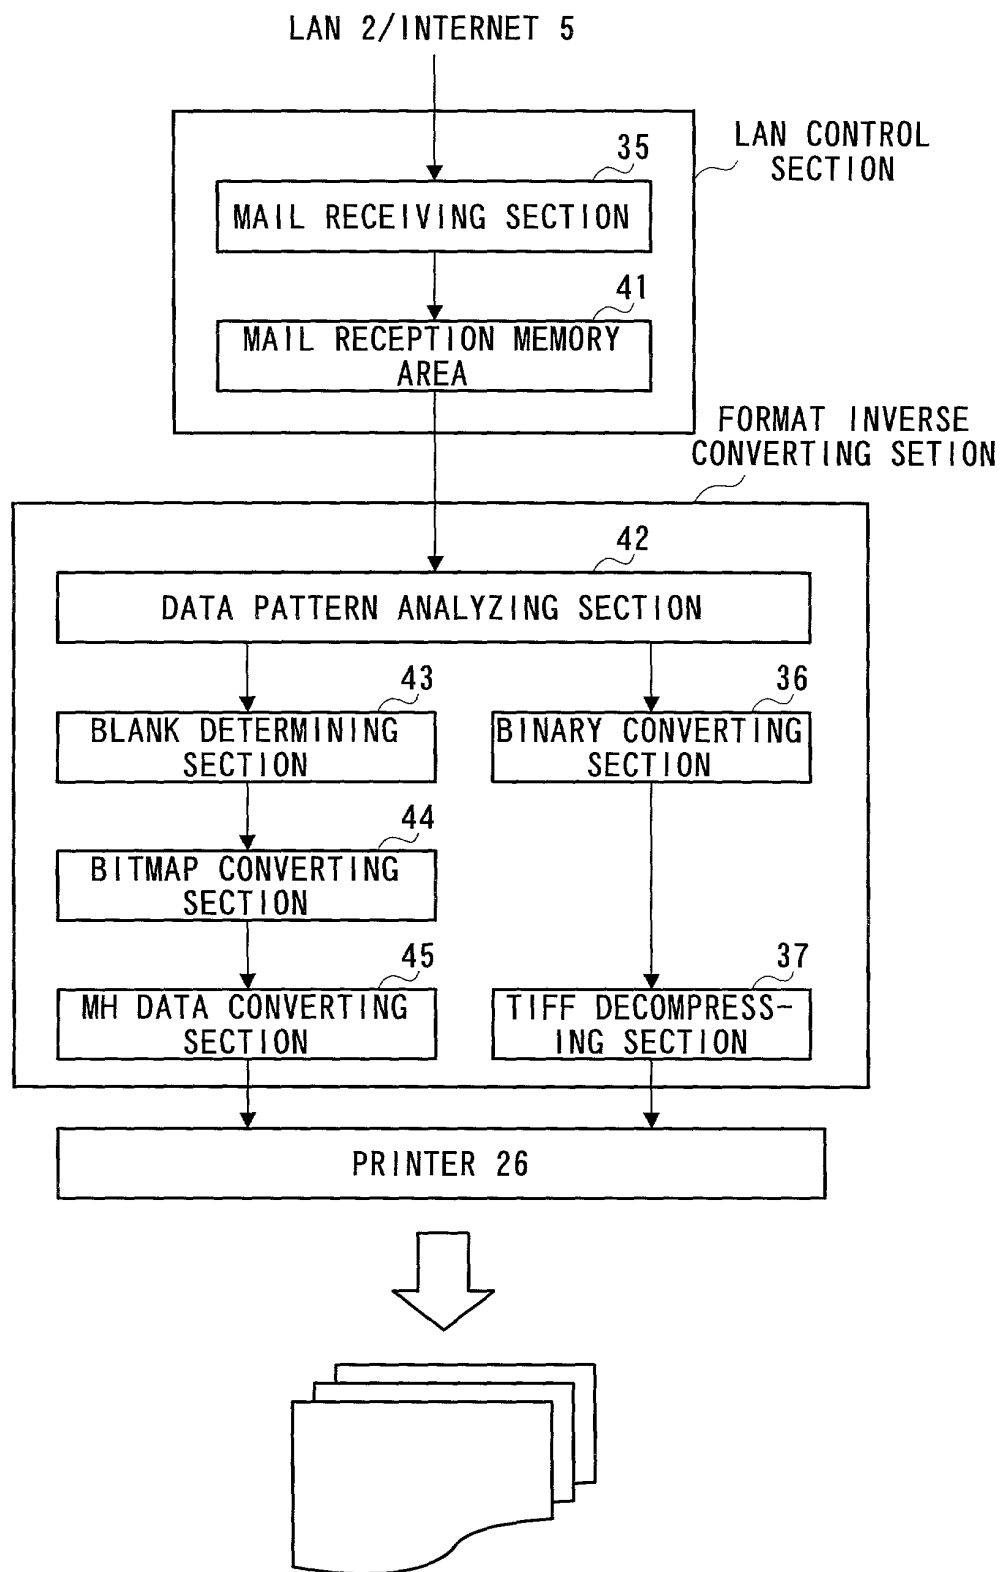 LAN 2/INTERNET 5
LAN CONTROL
SECTION
35
MAIL RECEIVING SECTION
41
MAIL RECEPTION MEMORY
AREA
FORMAT INVERSE
CONVERTING SETION
42
DATA PATTERN ANALYZING SECTION
43
BLANK DETERMINING
SECTION
36
BINARY CONVERTING
SECTION
44
BITMAP CONVERTING
SECTION
45
MH DATA CONVERTING
SECTION
37
TIFF DECOMPRESS-
ING SECTION
PRINTER 26